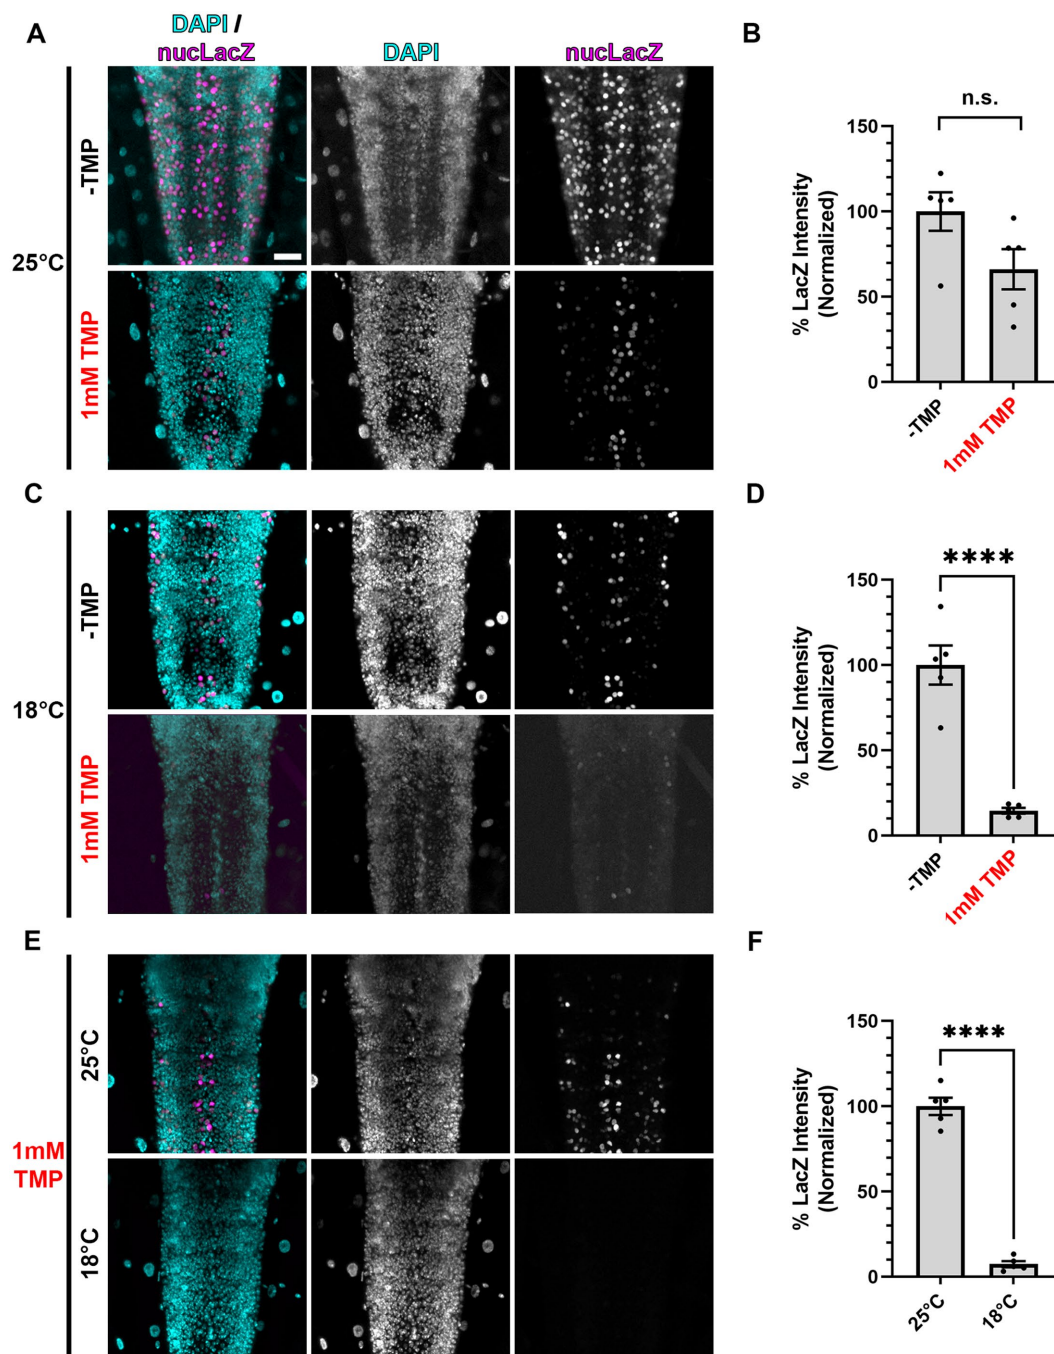 A
DAPI /
nucLacZ
DAPI
nucLacZ
25°C
-TMP
1mM TMP
B
n.s.
% LacZ Intensity
(Normalized)
150
100
50
0
-TMP
1mM TMP
C
18°C
-TMP
1mM TMP
D
****
% LacZ Intensity
(Normalized)
150
100
50
0
-TMP
1mM TMP
E
1mM
TMP
25°C
18°C
F
****
% LacZ Intensity
(Normalized)
150
100
50
0
25°C
18°C